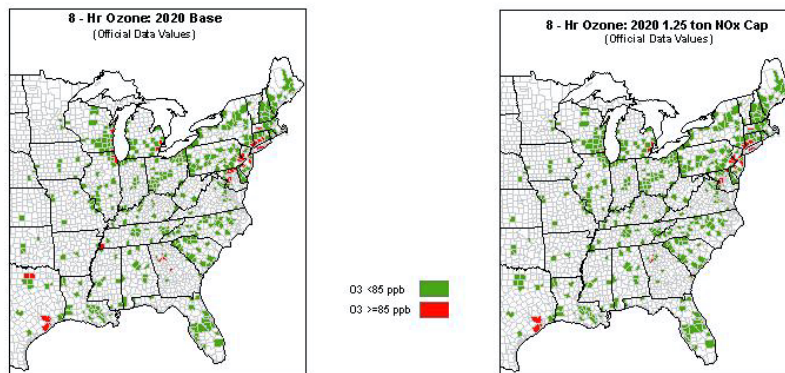 8 - Hr Ozone: 2020 Base
(Official Data Values)
8 - Hr Ozone: 2020 1.25 ton NOx Cap
(Official Data Values)
O3 <85 ppb
O3 >=85 ppb